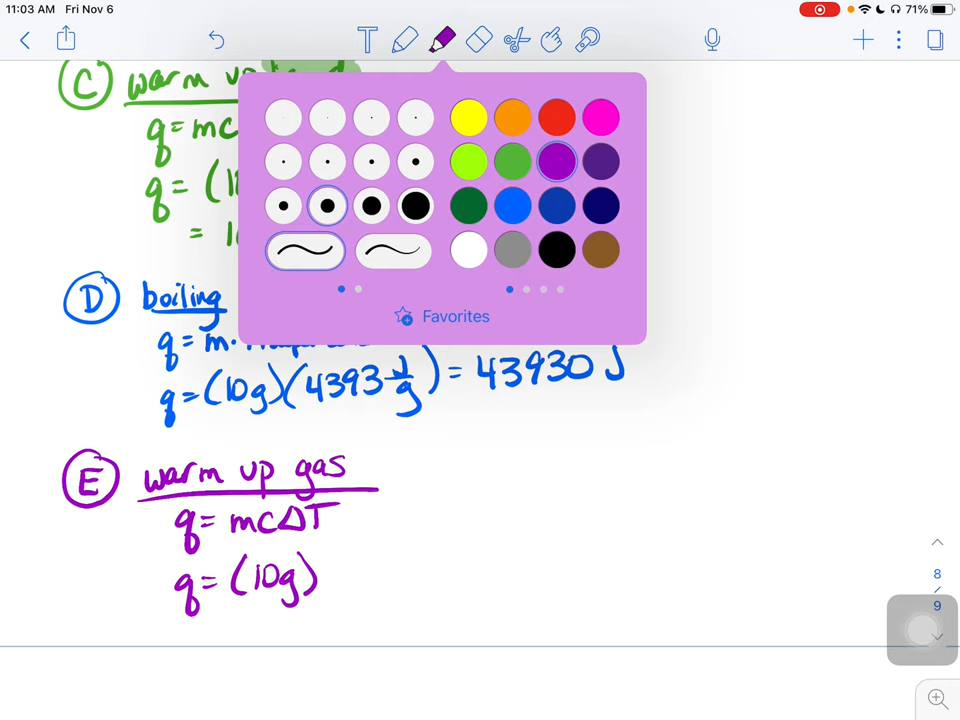 11:03 AM Fri Nov 6 71%
C warm up
q = mc
q = (1
= 1
Favorites
D boiling
q = m.
q = (10g)(4393 J/g) = 43930 J
E warm up gas
q = mcΔT
q = (10g)
8
/
9